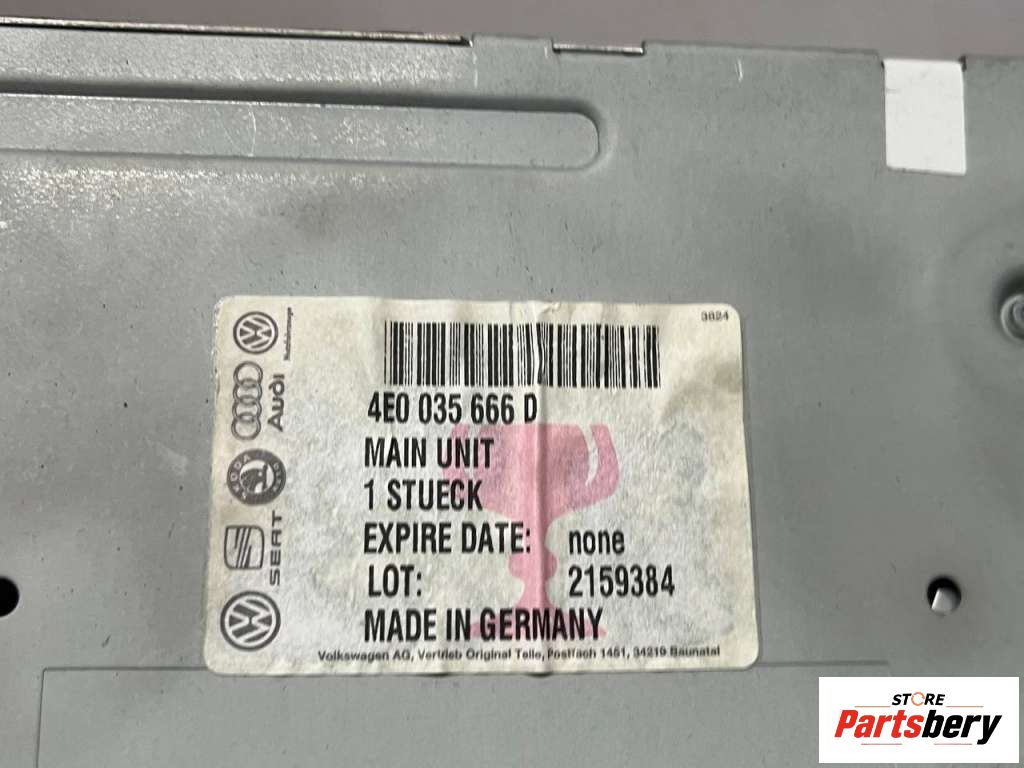 3824
4E0 035 666 D
MAIN UNIT
1 STUECK
EXPIRE DATE: none
LOT: 2159384
MADE IN GERMANY
Volkswagen AG, Vertrieb Original Teile, Postfach 1451, 34219 Baunatal
Audi
SKODA
SEAT
STORE
Partsbery